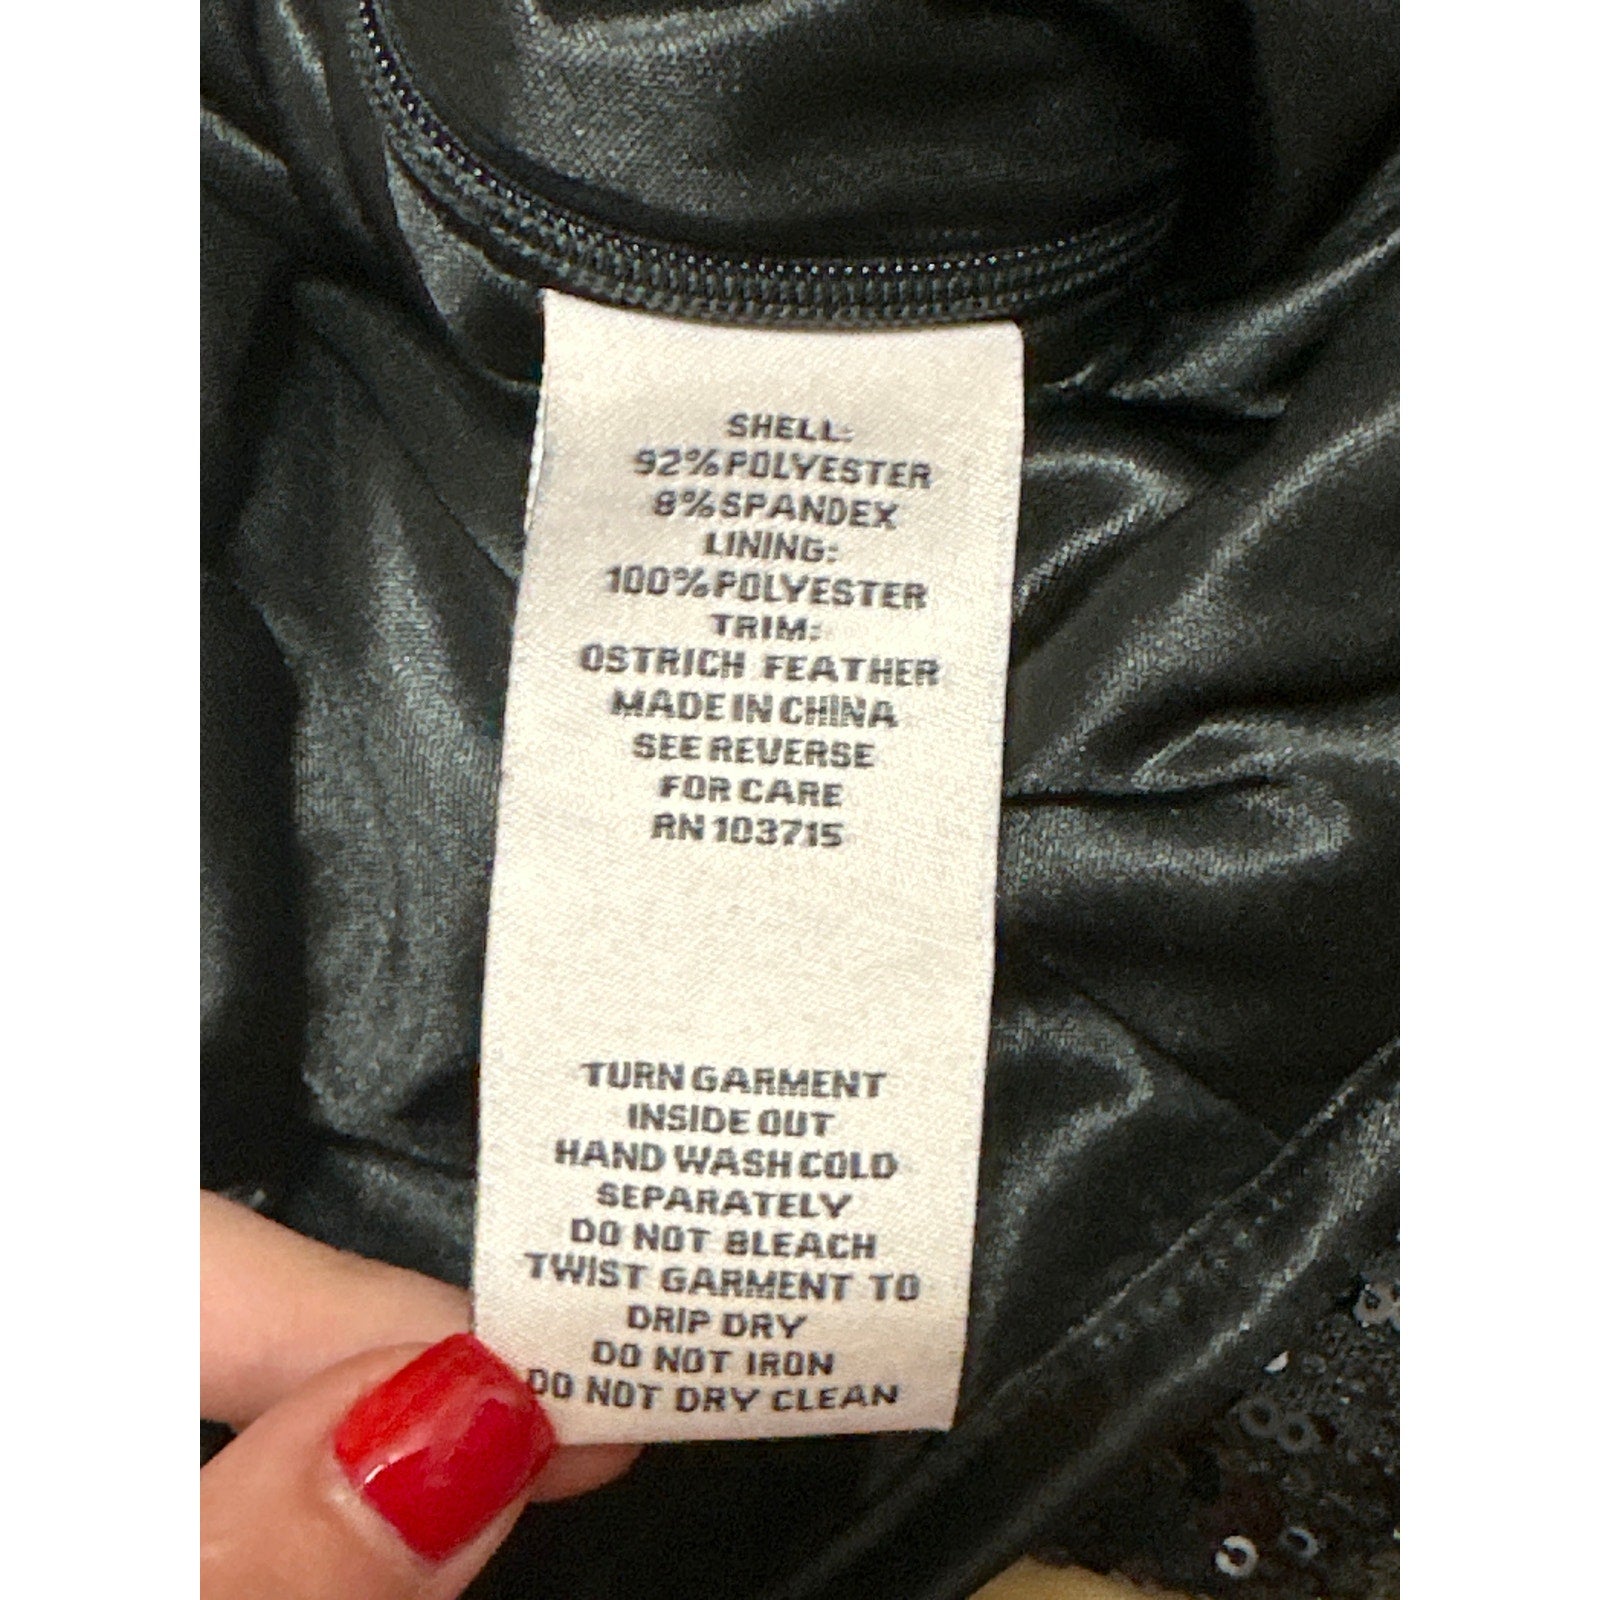 SHELL:
92%POLYESTER
8%SPANDEX
LINING:
100%POLYESTER
TRIM:
OSTRICH FEATHER
MADE IN CHINA
SEE REVERSE
FOR CARE
RN 103715
TURN GARMENT
INSIDE OUT
HAND WASH COLD
SEPARATELY
DO NOT BLEACH
TWIST GARMENT TO
DRIP DRY
DO NOT IRON
DO NOT DRY CLEAN